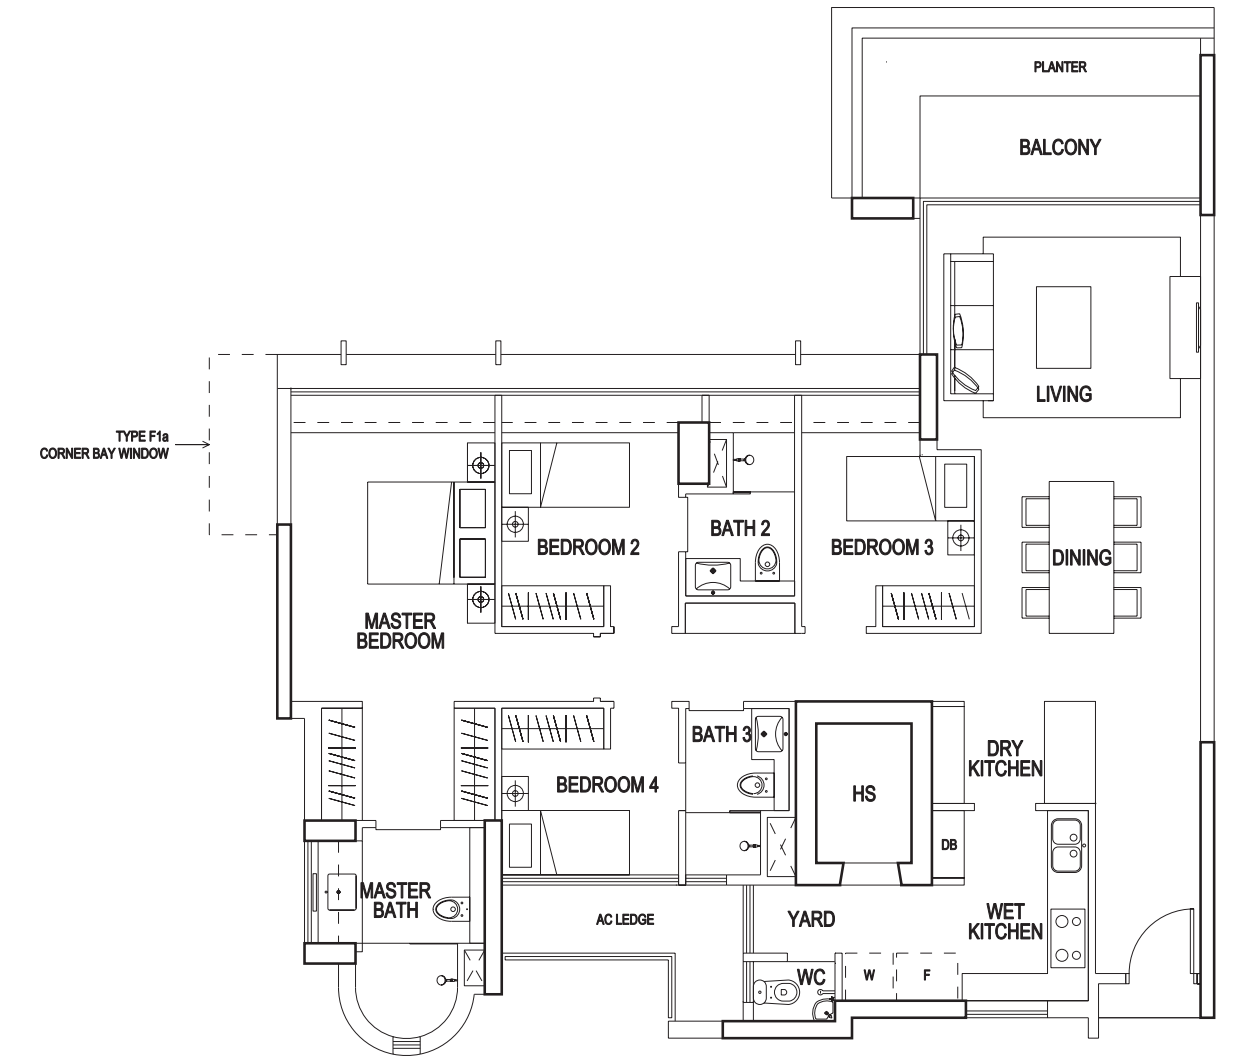 PLANTER
BALCONY
LIVING
TYPE F1a
CORNER BAY WINDOW
BATH 2
BEDROOM 2
BEDROOM 3
DINING
MASTER
BEDROOM
BATH 3
DRY
KITCHEN
BEDROOM 4
HS
DB
MASTER
BATH
AC LEDGE
YARD
WET
KITCHEN
WC
W
F